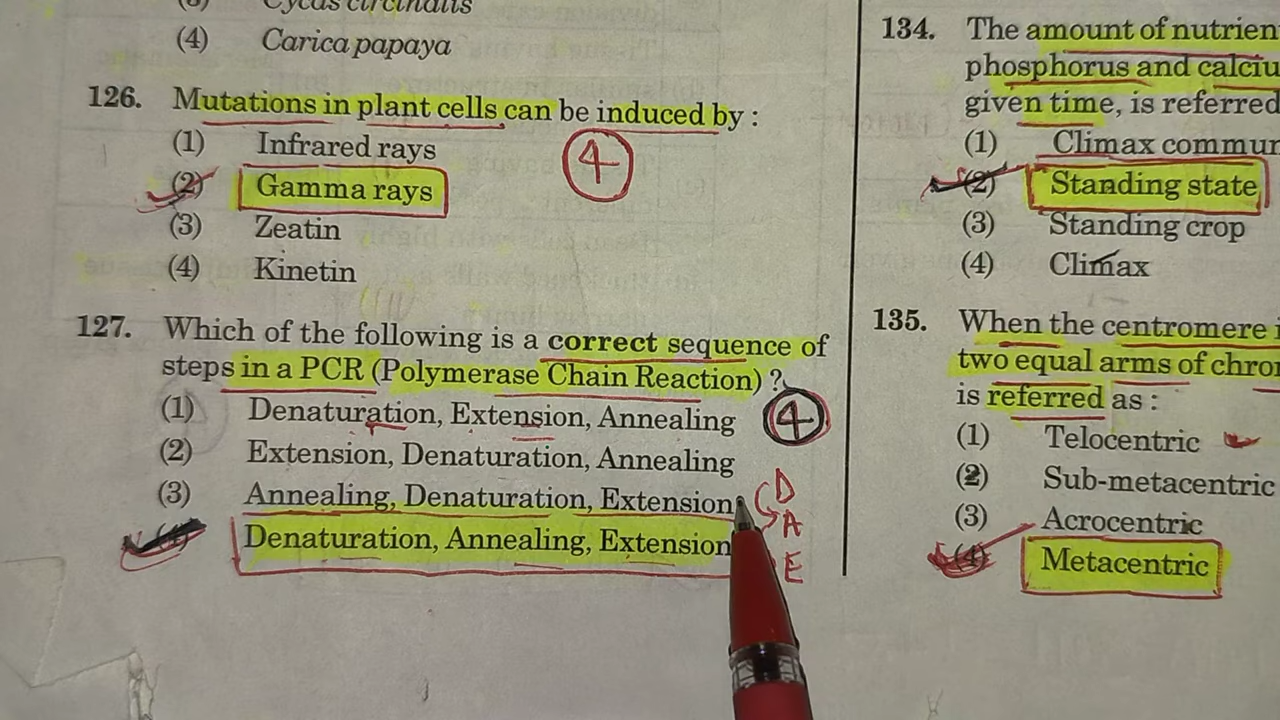 Cycas circinalis
(4) Carica papaya
126. Mutations in plant cells can be induced by :
(1) Infrared rays
(2) Gamma rays
(3) Zeatin
(4) Kinetin
4
127. Which of the following is a correct sequence of
steps in a PCR (Polymerase Chain Reaction) ?
(1) Denaturation, Extension, Annealing
(2) Extension, Denaturation, Annealing
(3) Annealing, Denaturation, Extension
Denaturation, Annealing, Extension
4
D
A
E
134. The amount of nutrien
phosphorus and calciu
given time, is referred
(1) Climax commun
(2) Standing state
(3) Standing crop
(4) Climax
135. When the centromere i
two equal arms of chro
is referred as :
(1) Telocentric
(2) Sub-metacentric
(3) Acrocentric
(4) Metacentric